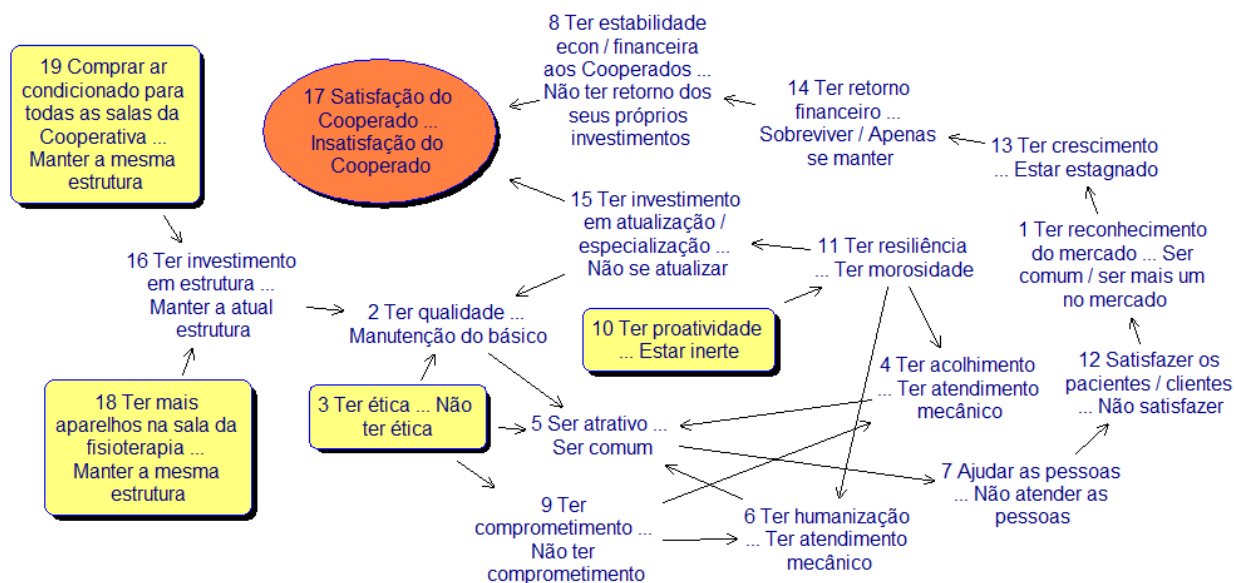 8 Ter estabilidade
econ / financeira
aos Cooperados ...
Não ter retorno dos
seus próprios
investimentos
19 Comprar ar
condicionado para
todas as salas da
Cooperativa ...
Manter a mesma
estrutura
17 Satisfação do
Cooperado ...
Insatisfação do
Cooperado
14 Ter retorno
financeiro ...
Sobreviver / Apenas
se manter
13 Ter crescimento
... Estar estagnado
15 Ter investimento
em atualização /
especialização ...
Não se atualizar
1 Ter reconhecimento
do mercado ... Ser
comum / ser mais um
no mercado
11 Ter resiliência
... Ter morosidade
16 Ter investimento
em estrutura ...
Manter a atual
estrutura
2 Ter qualidade ...
Manutenção do básico
10 Ter proatividade
... Estar inerte
4 Ter acolhimento
... Ter atendimento
mecânico
12 Satisfazer os
pacientes / clientes
... Não satisfazer
18 Ter mais
aparelhos na sala da
fisioterapia ...
Manter a mesma
estrutura
3 Ter ética ... Não
ter ética
5 Ser atrativo ...
Ser comum
7 Ajudar as pessoas
... Não atender as
pessoas
9 Ter
comprometimento ...
Não ter
comprometimento
6 Ter humanização
... Ter atendimento
mecânico